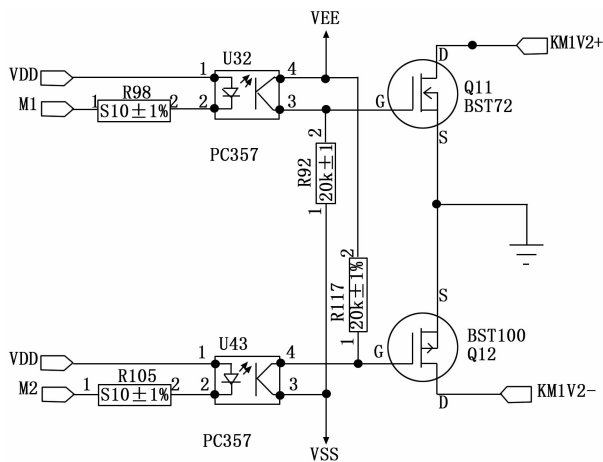 VEE
KM1V2+
D
U32
VDD
1
4
Q11
BST72
R98
M1
1
2
2
3
G
S10±1%
2
S
PC357
R92
20k±1
1
2
R117
20k±1%
1
S
U43
BST100
Q12
VDD
1
4
G
R105
M2
1
2
2
3
KM1V2-
S10±1%
D
PC357
VSS